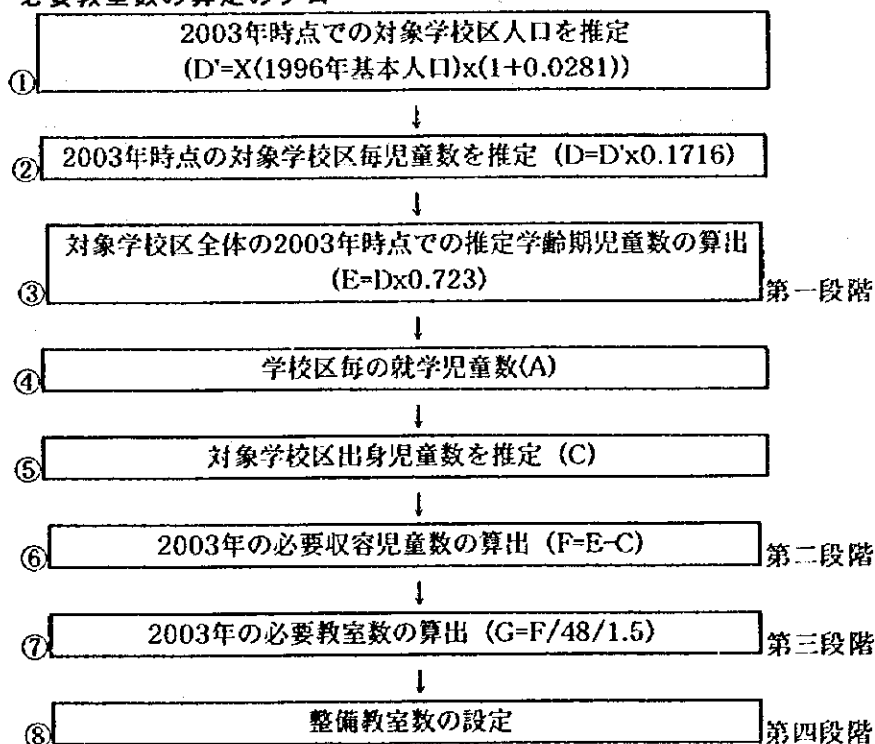 必要教室数の算定のフロー
2003年時点での対象学校区人口を推定
(D'=X(1996年基本人口)x(1+0.0281))
①
↓
② 2003年時点の対象学校区毎児童数を推定 (D=D'x0.1716)
↓
対象学校区全体の2003年時点での推定学齢期児童数の算出
(E=Dx0.723)
③ 第一段階
↓
④ 学校区毎の就学児童数(A)
↓
⑤ 対象学校区出身児童数を推定 (C)
↓
⑥ 2003年の必要収容児童数の算出 (F=E-C) 第二段階
↓
⑦ 2003年の必要教室数の算出 (G=F/48/1.5) 第三段階
↓
⑧ 整備教室数の設定 第四段階